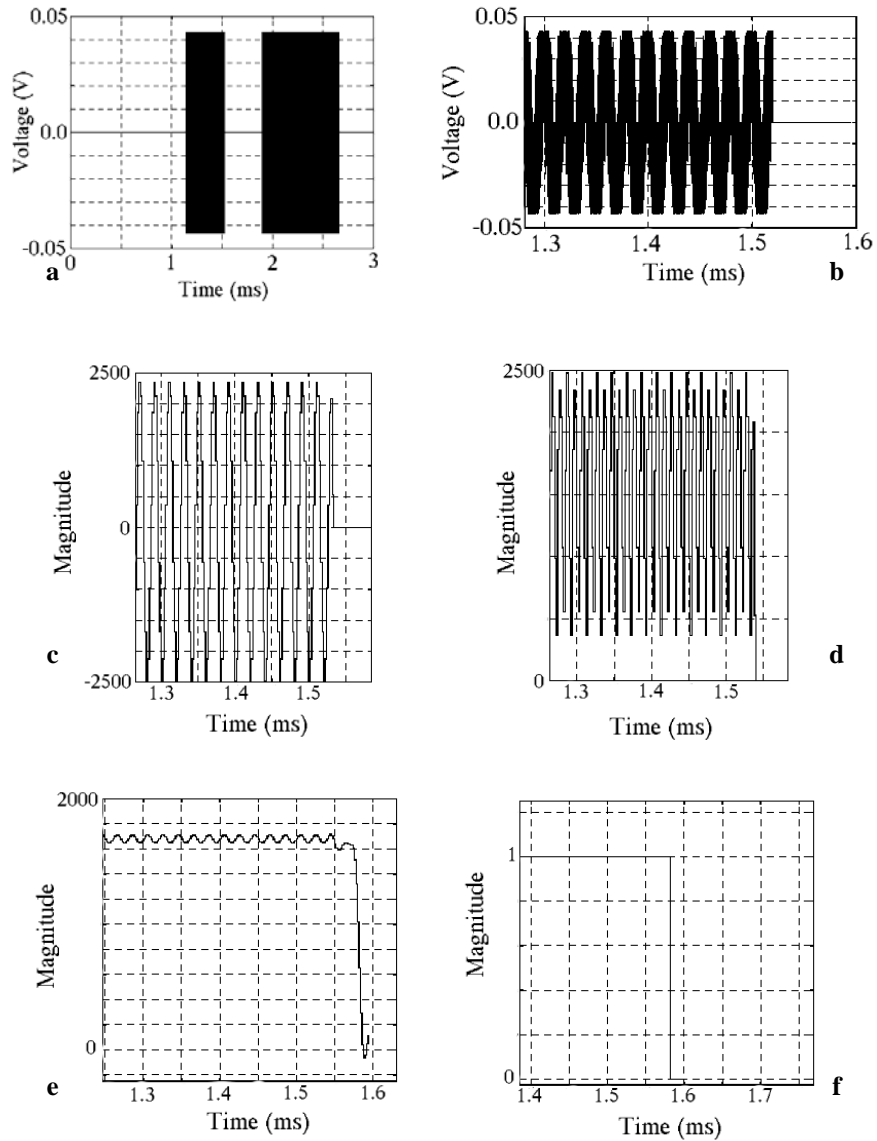 0.05
Voltage (V)
0.0
-0.05
0 1 2 3
a
Time (ms)
0.05
Voltage (V)
0.0
-0.05
1.3 1.4 1.5 1.6
Time (ms)
b
2500
Magnitude
0
c
-2500
1.3 1.4 1.5
Time (ms)
2500
Magnitude
d
0
1.3 1.4 1.5
Time (ms)
2000
Magnitude
0
e
1.3 1.4 1.5 1.6
Time (ms)
1
Magnitude
0
f
1.4 1.5 1.6 1.7
Time (ms)